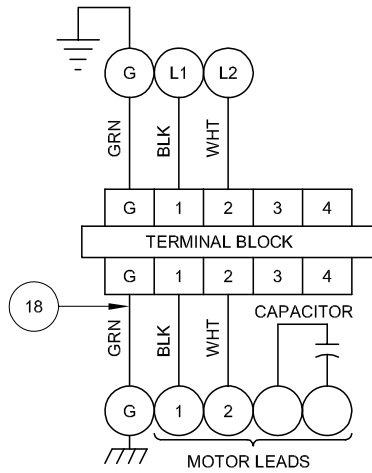 G L1 L2
GRN BLK WHT
G 1 2 3 4
TERMINAL BLOCK
G 1 2 3 4
18
CAPACITOR
GRN BLK WHT
G 1 2
MOTOR LEADS